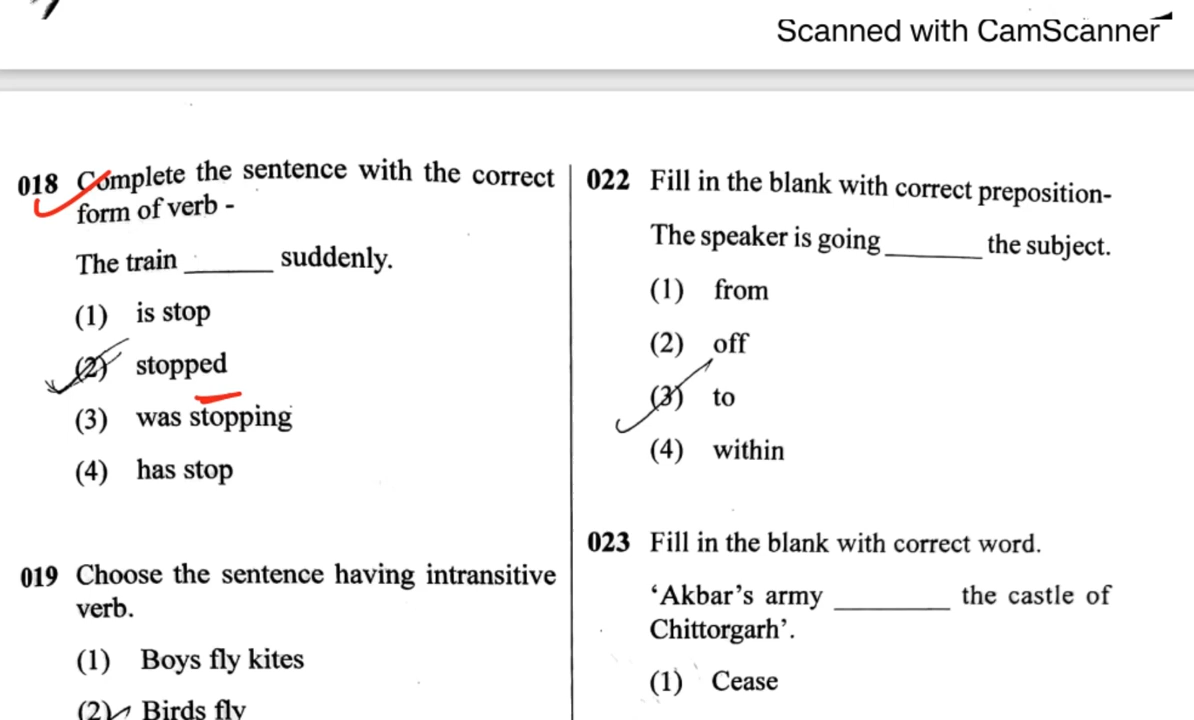 Scanned with CamScanner
018 Complete the sentence with the correct
form of verb -
The train ______ suddenly.
(1) is stop
(2) stopped
(3) was stopping
(4) has stop
019 Choose the sentence having intransitive
verb.
(1) Boys fly kites
(2) Birds fly
022 Fill in the blank with correct preposition-
The speaker is going ______ the subject.
(1) from
(2) off
(3) to
(4) within
023 Fill in the blank with correct word.
‘Akbar’s army ______ the castle of
Chittorgarh’.
(1) Cease